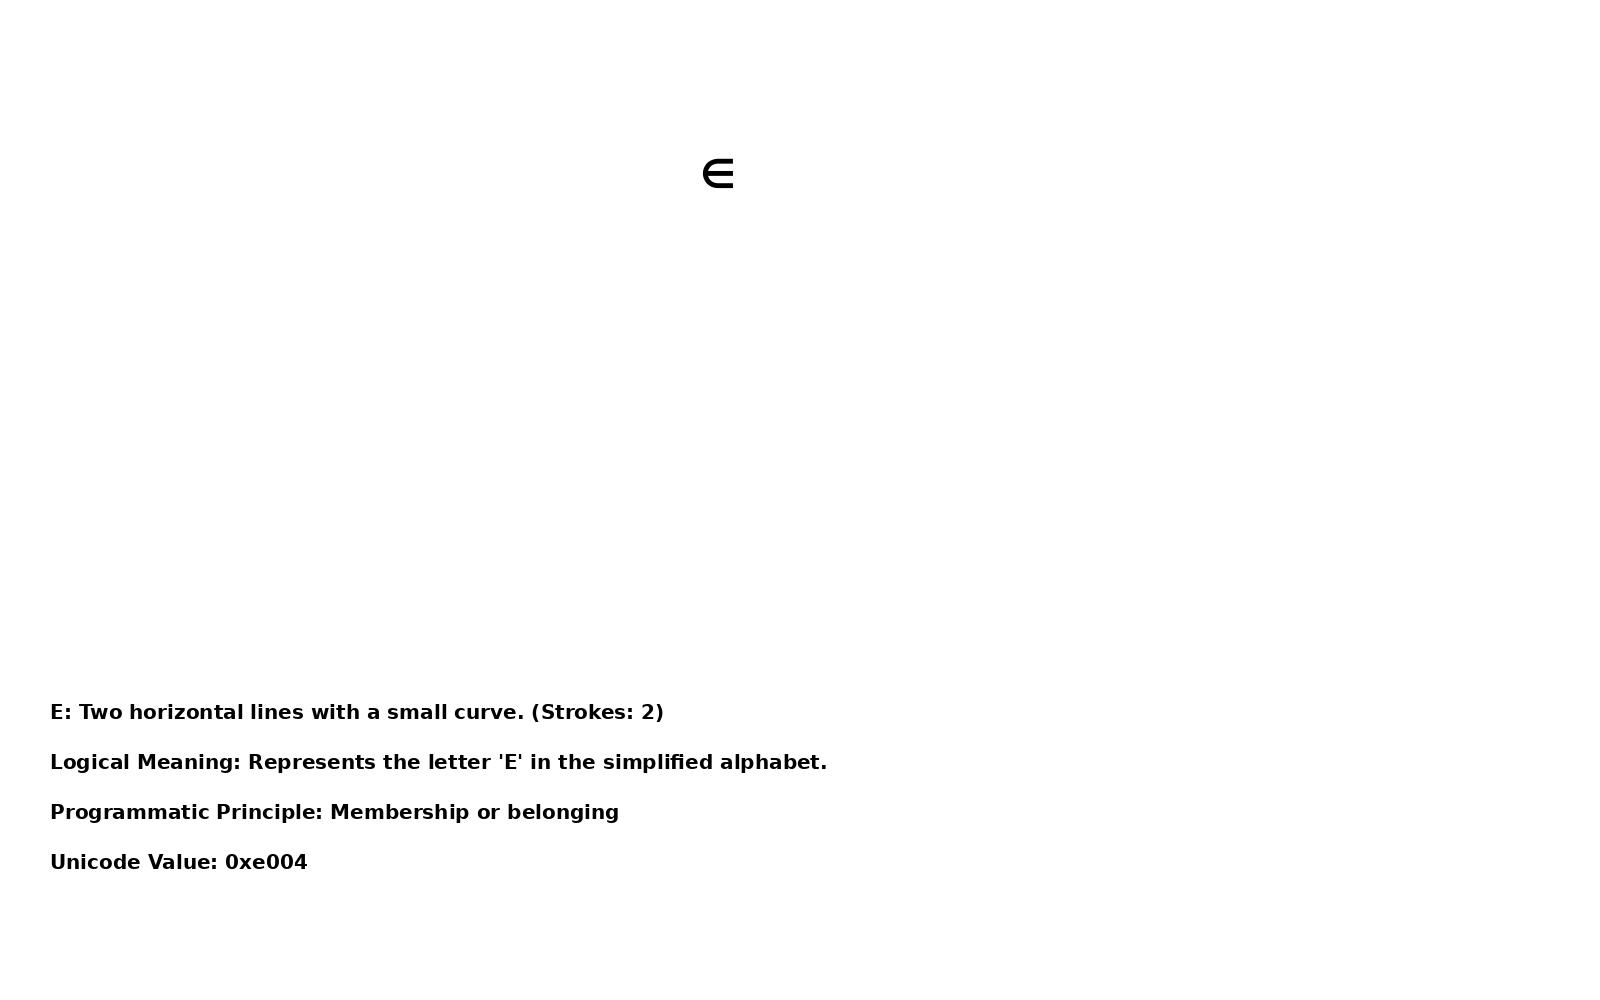 ∈
E: Two horizontal lines with a small curve. (Strokes: 2)
Logical Meaning: Represents the letter 'E' in the simplified alphabet.
Programmatic Principle: Membership or belonging
Unicode Value: 0xe004